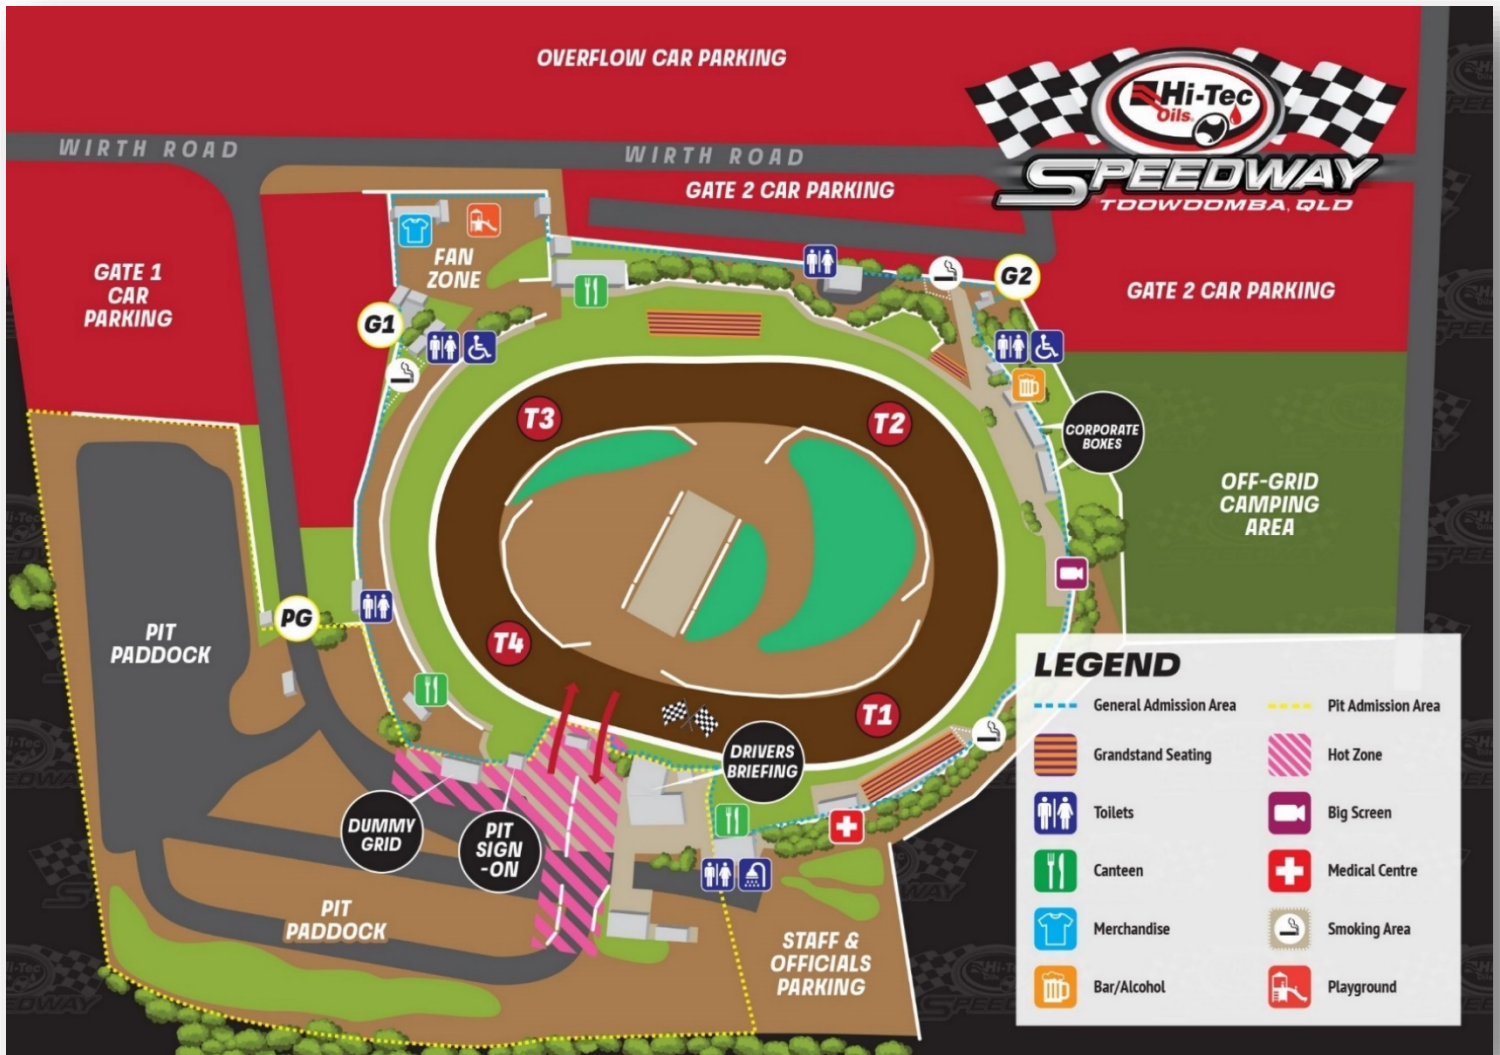 OVERFLOW CAR PARKING
Hi-Tec
Oils
SPEEDWAY
TOOWOOMBA, QLD
WIRTH ROAD
WIRTH ROAD
GATE 2 CAR PARKING
GATE 1
CAR
PARKING
FAN
ZONE
G1
G2
GATE 2 CAR PARKING
T3
T2
CORPORATE
BOXES
OFF-GRID
CAMPING
AREA
PG
PIT
PADDOCK
T4
T1
DRIVERS
BRIEFING
DUMMY
GRID
PIT
SIGN
-ON
PIT
PADDOCK
STAFF &
OFFICIALS
PARKING
LEGEND
General Admission Area
Pit Admission Area
Grandstand Seating
Hot Zone
Toilets
Big Screen
Canteen
Medical Centre
Merchandise
Smoking Area
Bar/Alcohol
Playground